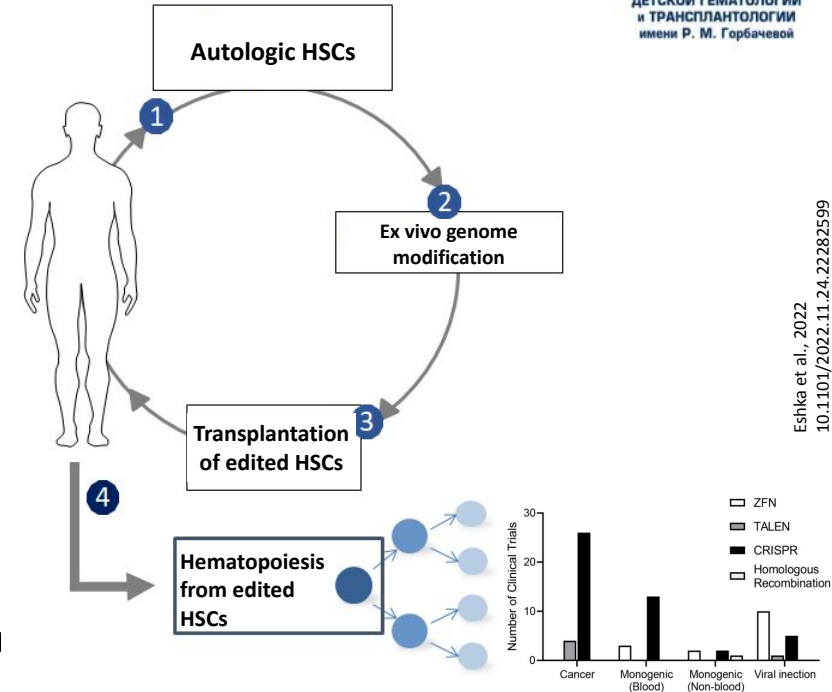 ДЕТСКОЙ ГЕМАТОЛОГИИ
и ТРАНСПЛАНТОЛОГИИ
имени Р. М. Горбачевой
Autologic HSCs
1
2
Ex vivo genome
modification
3
Transplantation
of edited HSCs
4
Hematopoiesis
from edited
HSCs
Eshka et al., 2022
10.1101/2022.11.24.22282599
Number of Clinical Trials
30
20
10
0
Cancer
Monogenic
(Blood)
Monogenic
(Non-blood)
Viral inection
ZFN
TALEN
CRISPR
Homologous
Recombination